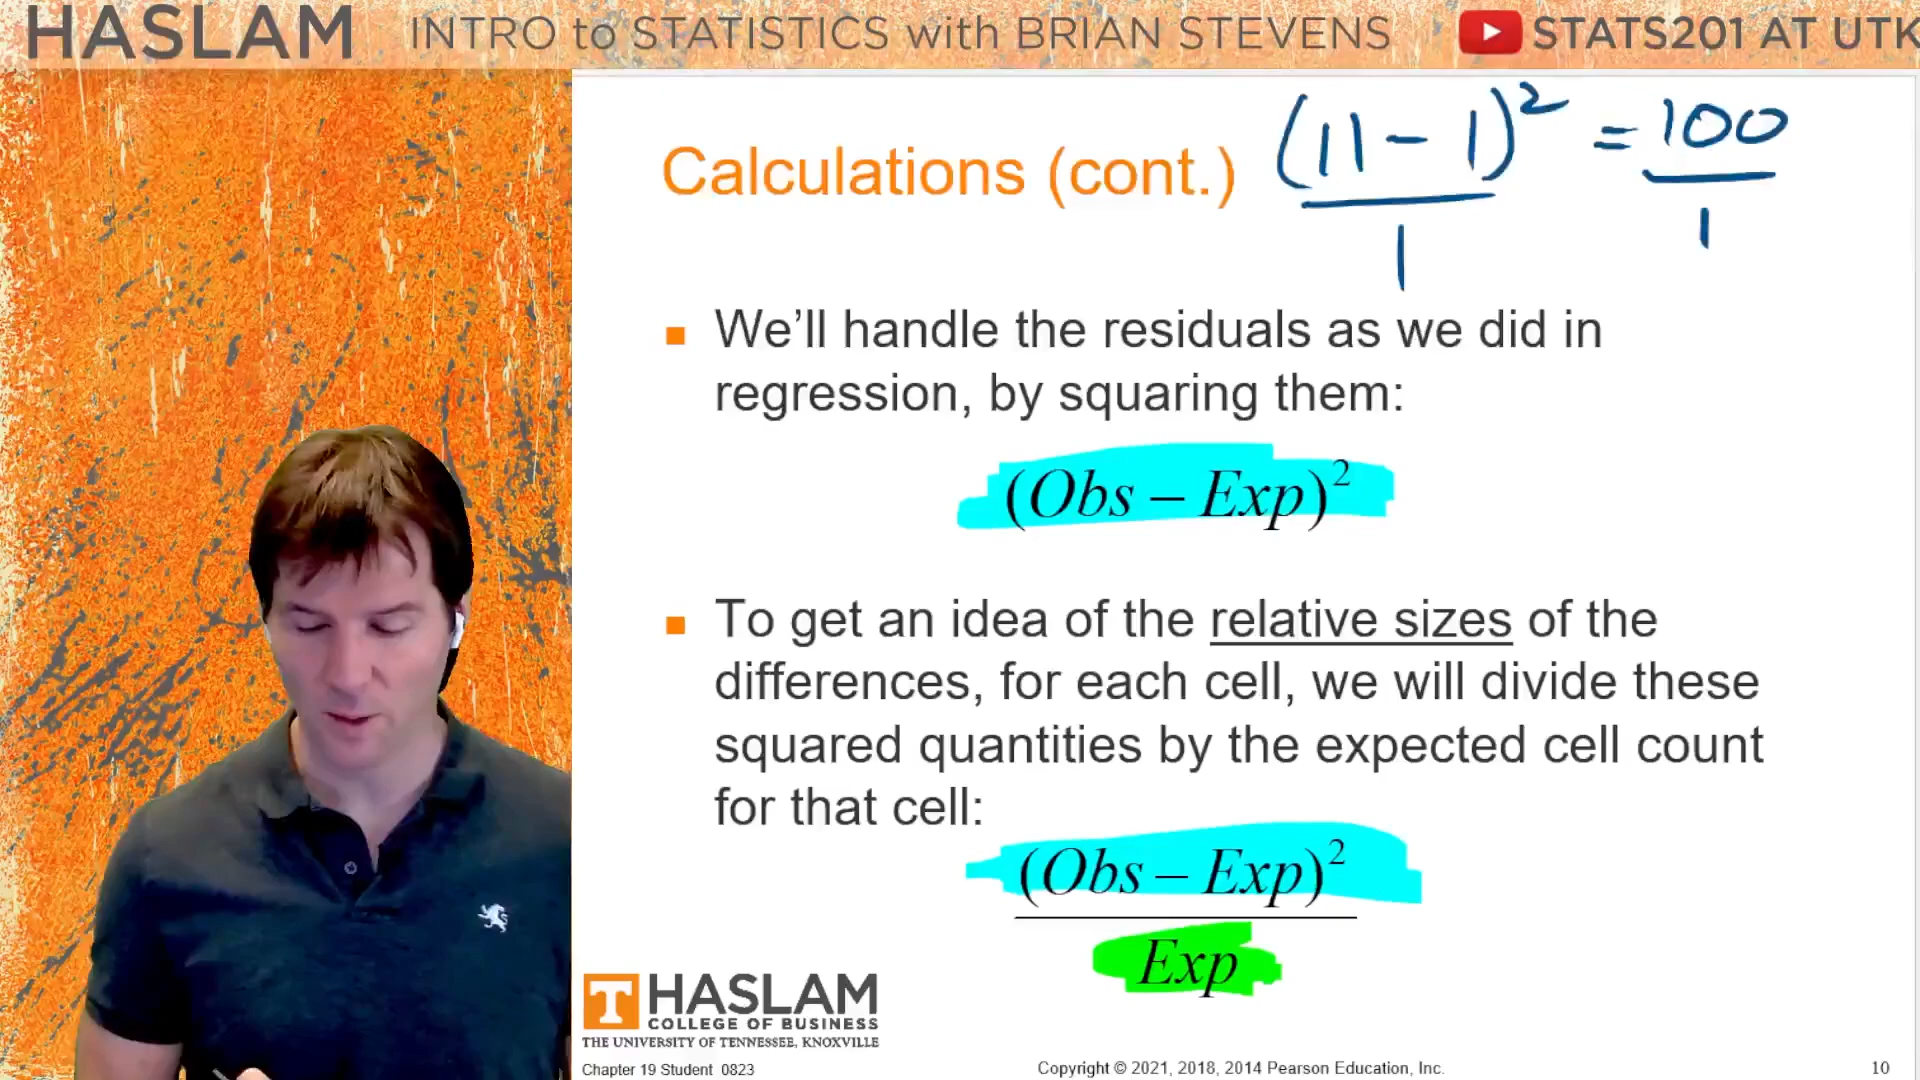 HASLAM INTRO to STATISTICS with BRIAN STEVENS STATS201 AT UTK
(11 - 1)² = 100
1 1
Calculations (cont.)
■ We’ll handle the residuals as we did in
regression, by squaring them:
(Obs – Exp)²
■ To get an idea of the relative sizes of the
differences, for each cell, we will divide these
squared quantities by the expected cell count
for that cell:
(Obs – Exp)²
Exp
T HASLAM
COLLEGE OF BUSINESS
THE UNIVERSITY OF TENNESSEE, KNOXVILLE
Chapter 19 Student 0823
Copyright © 2021, 2018, 2014 Pearson Education, Inc.
10